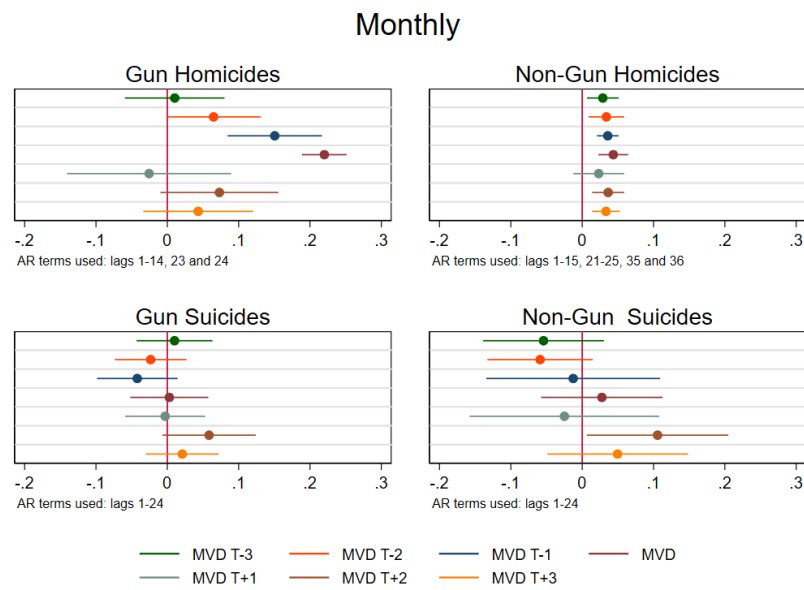 Monthly
Gun Homicides
-.2 -.1 0 .1 .2 .3
AR terms used: lags 1-14, 23 and 24
Non-Gun Homicides
-.2 -.1 0 .1 .2 .3
AR terms used: lags 1-15, 21-25, 35 and 36
Gun Suicides
-.2 -.1 0 .1 .2 .3
AR terms used: lags 1-24
Non-Gun  Suicides
-.2 -.1 0 .1 .2 .3
AR terms used: lags 1-24
MVD T-3 MVD T-2 MVD T-1 MVD
MVD T+1 MVD T+2 MVD T+3